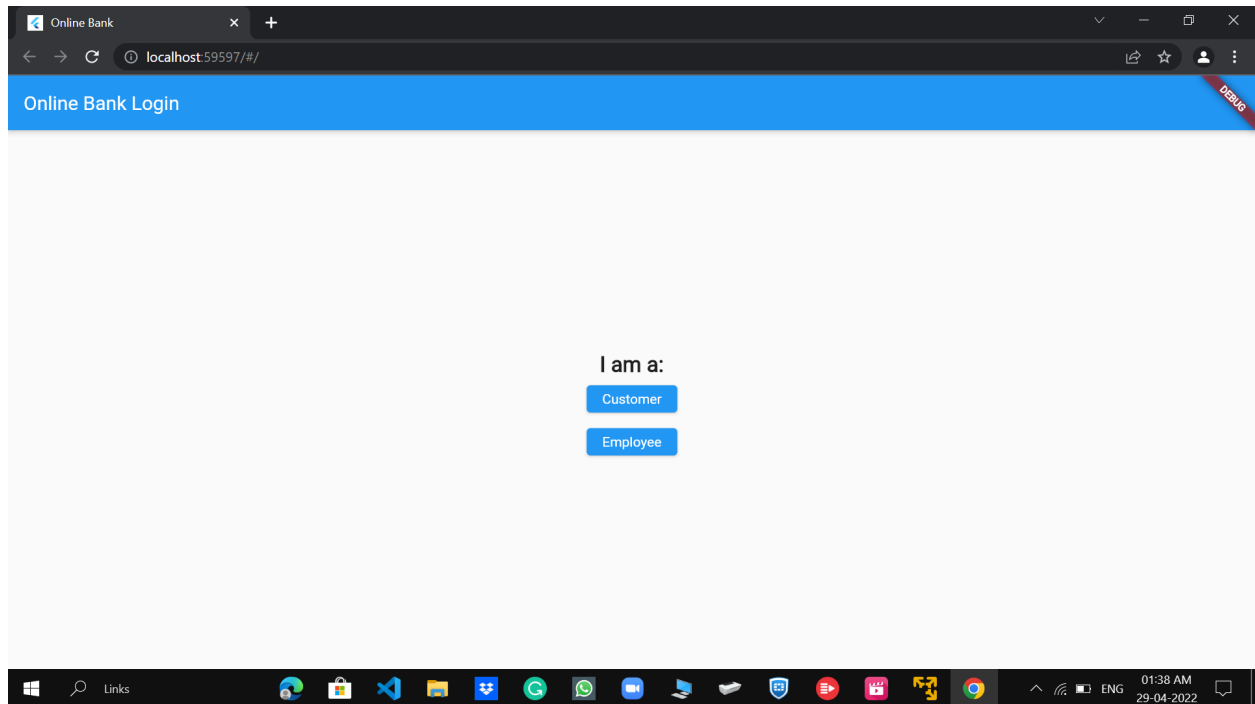 Online Bank
localhost:59597/#/
Online Bank Login
DEBUG
I am a:
Customer
Employee
Links
ENG
01:38 AM
29-04-2022